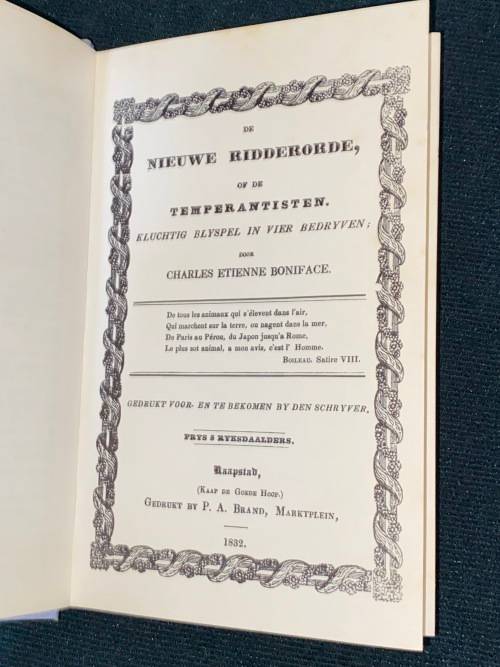 DE
NIEUWE RIDDERORDE,
OF DE
TEMPERANTISTEN.
KLUCHTIG BLYSPEL IN VIER BEDRYVEN;
DOOR
CHARLES ETIENNE BONIFACE.
De tous les animaux qui s'élevent dans l'air,
Qui marchent sur la terre, ou nagent dans la mer,
De Paris au Pérou, du Japon jusqu'a Rome,
Le plus sot animal, a mon avis, c'est l' Homme.
BOILEAU. Satire VIII.
GEDRUKT VOOR- EN TE BEKOMEN BY DEN SCHRYVER,
PRYS 3 RYKSDAALDERS.
Kaapstad,
(KAAP DE GOEDE HOOP.)
GEDRUKT BY P. A. BRAND, MARKTPLEIN,
1832.